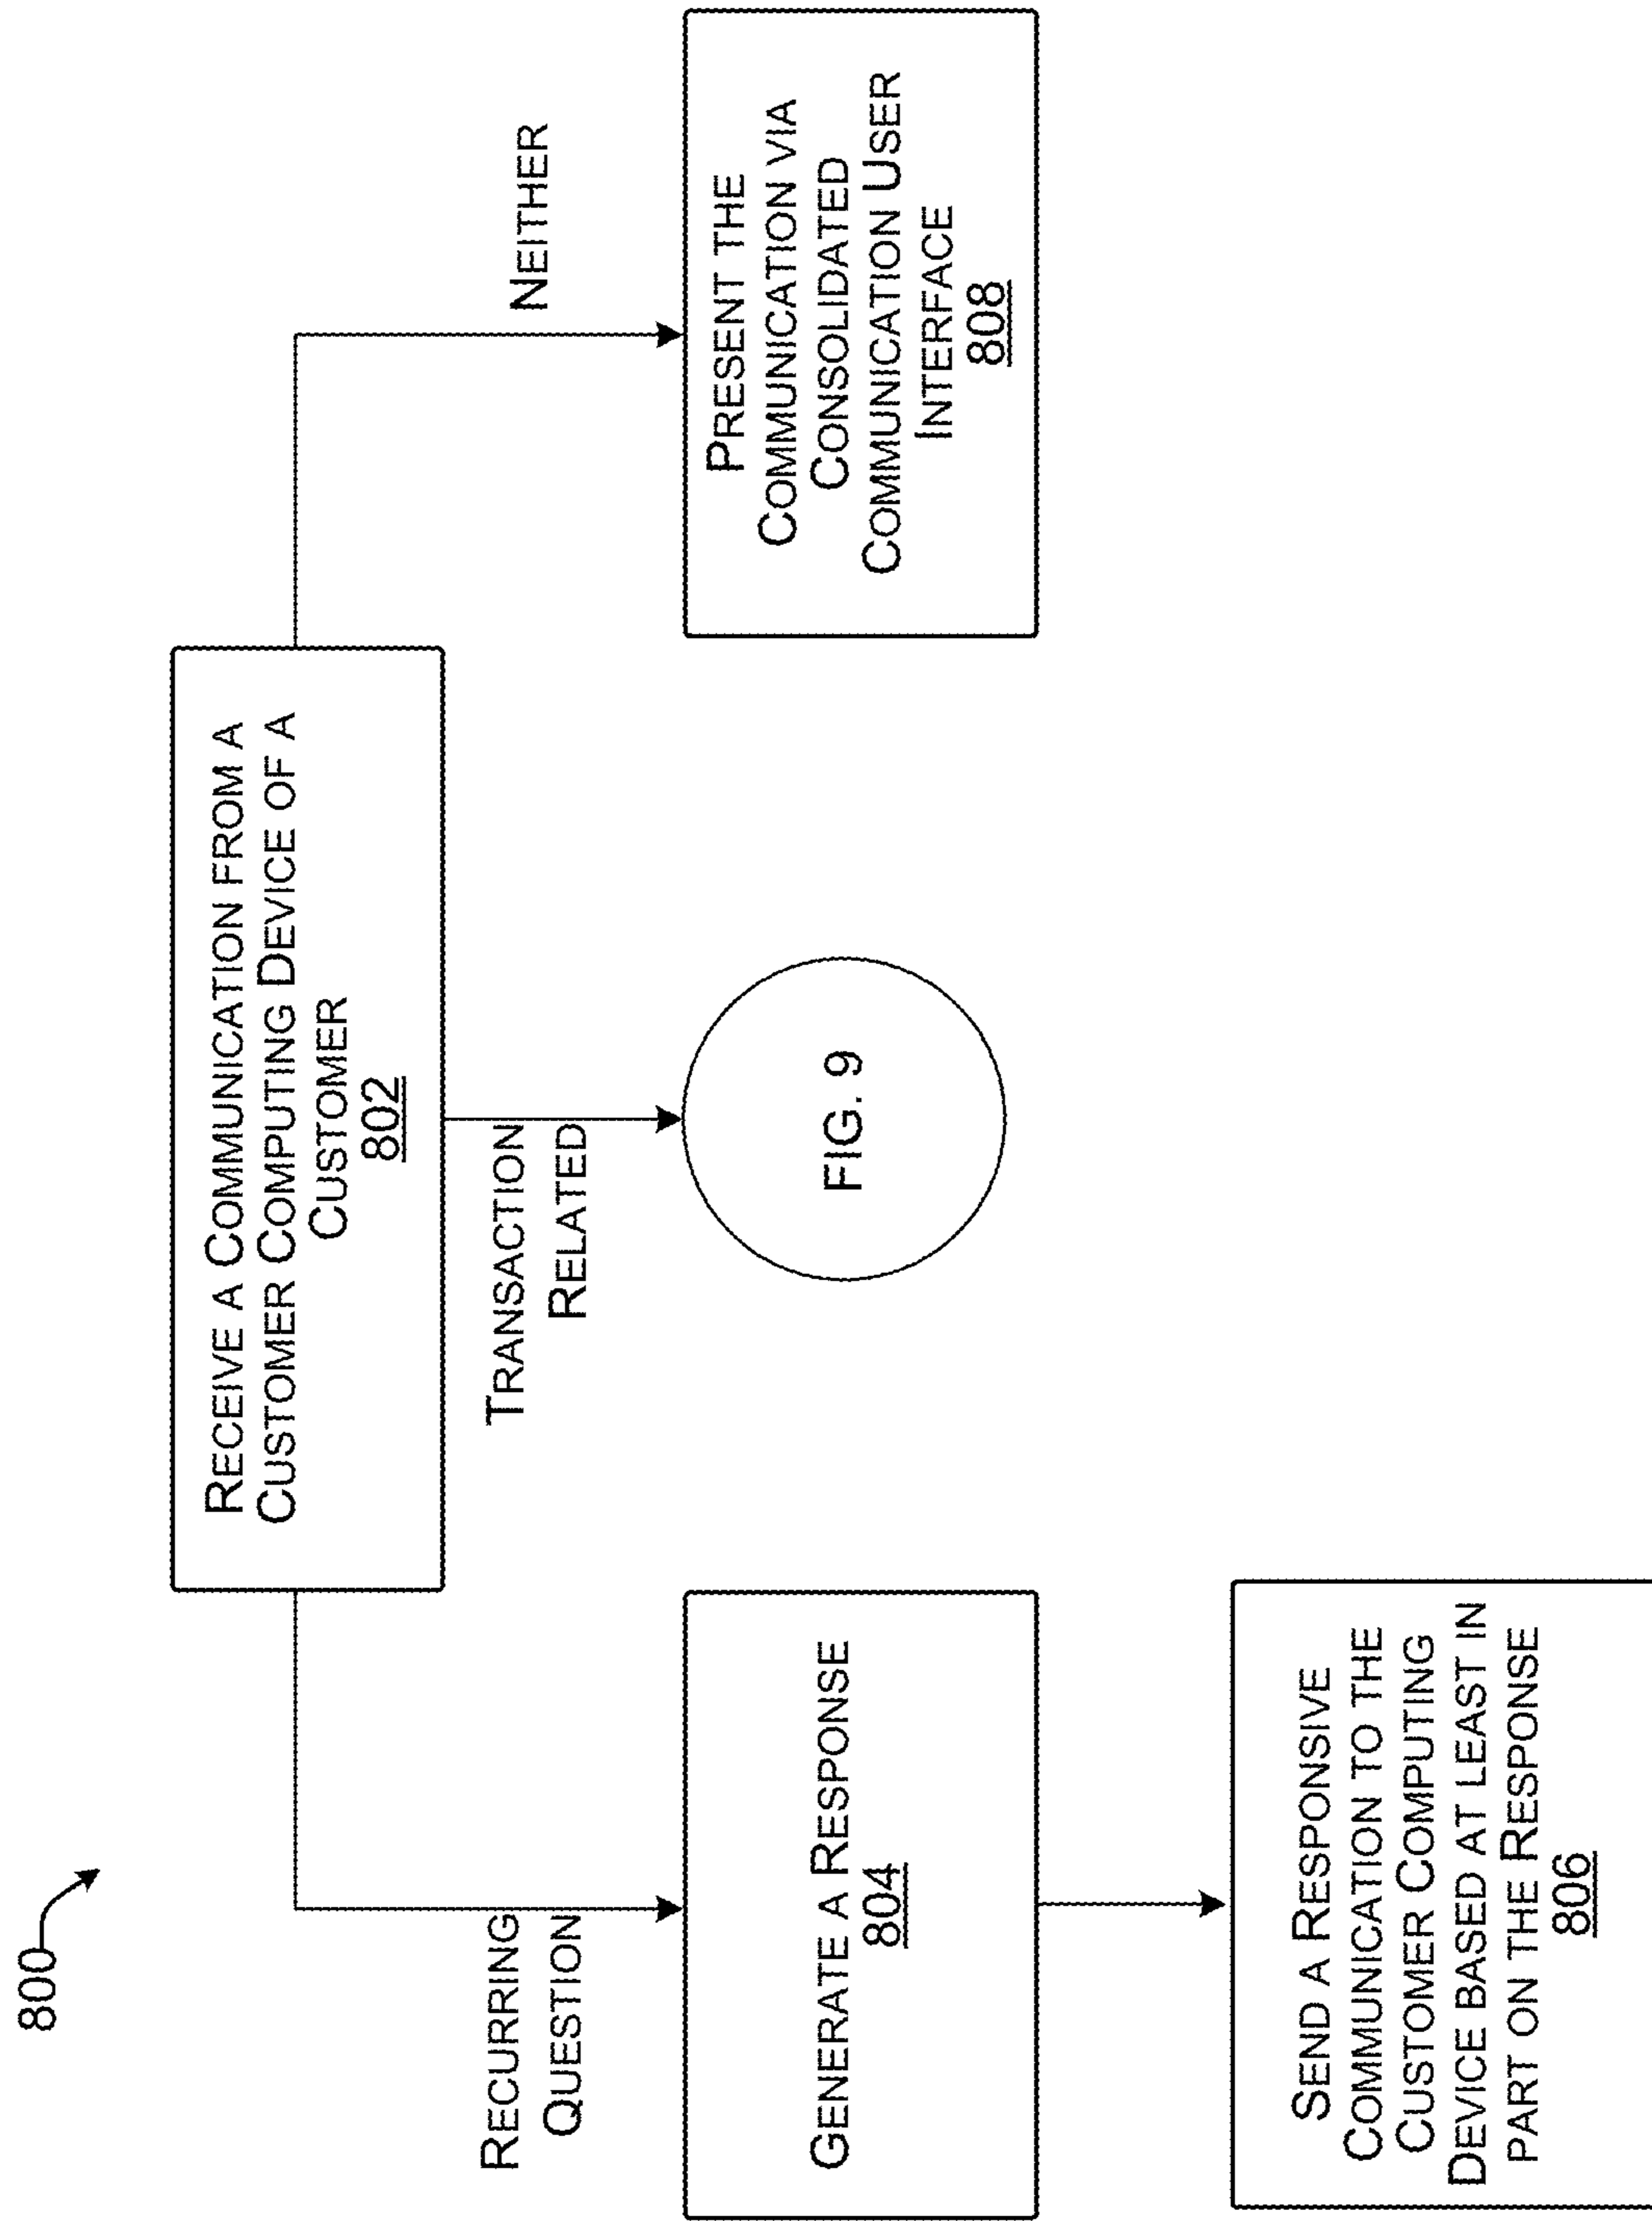 800
RECEIVE A COMMUNICATION FROM A
CUSTOMER COMPUTING DEVICE OF A
CUSTOMER
802
RECURRING
QUESTION
TRANSACTION
RELATED
NEITHER
GENERATE A RESPONSE
804
FIG. 9
PRESENT THE
COMMUNICATION VIA
CONSOLIDATED
COMMUNICATION USER
INTERFACE
808
SEND A RESPONSIVE
COMMUNICATION TO THE
CUSTOMER COMPUTING
DEVICE BASED AT LEAST IN
PART ON THE RESPONSE
806